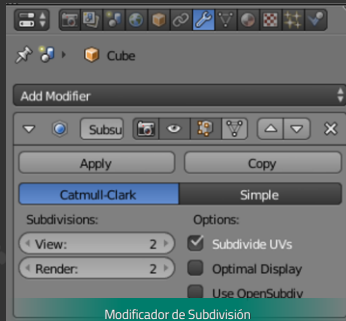 Cube
Add Modifier
Subsu
Apply Copy
Catmull-Clark Simple
Subdivisions: Options:
View: 2 Subdivide UVs
Render: 2 Optimal Display
Use OpenSubdiv
Modificador de Subdivisión